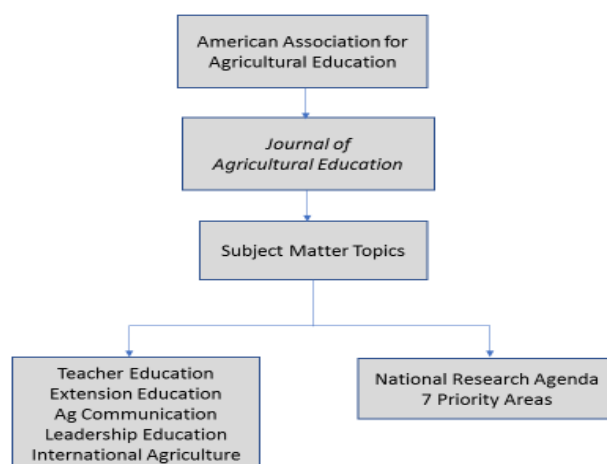 American Association for
Agricultural Education
Journal of
Agricultural Education
Subject Matter Topics
Teacher Education
Extension Education
Ag Communication
Leadership Education
International Agriculture
National Research Agenda
7 Priority Areas